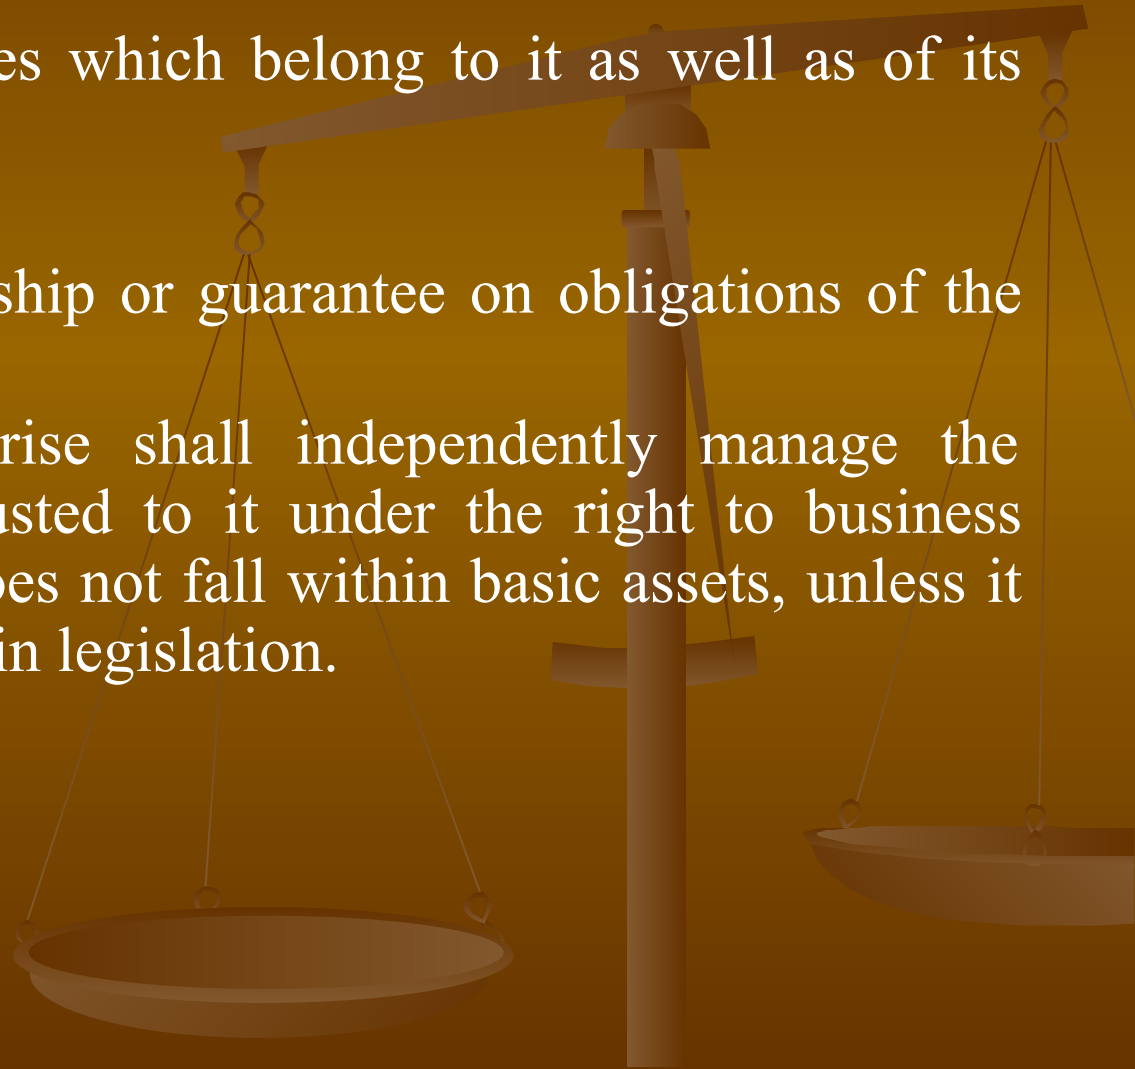 es which belong to it as well as of its
ship or guarantee on obligations of the
rise shall independently manage the
usted to it under the right to business
oes not fall within basic assets, unless it
in legislation.